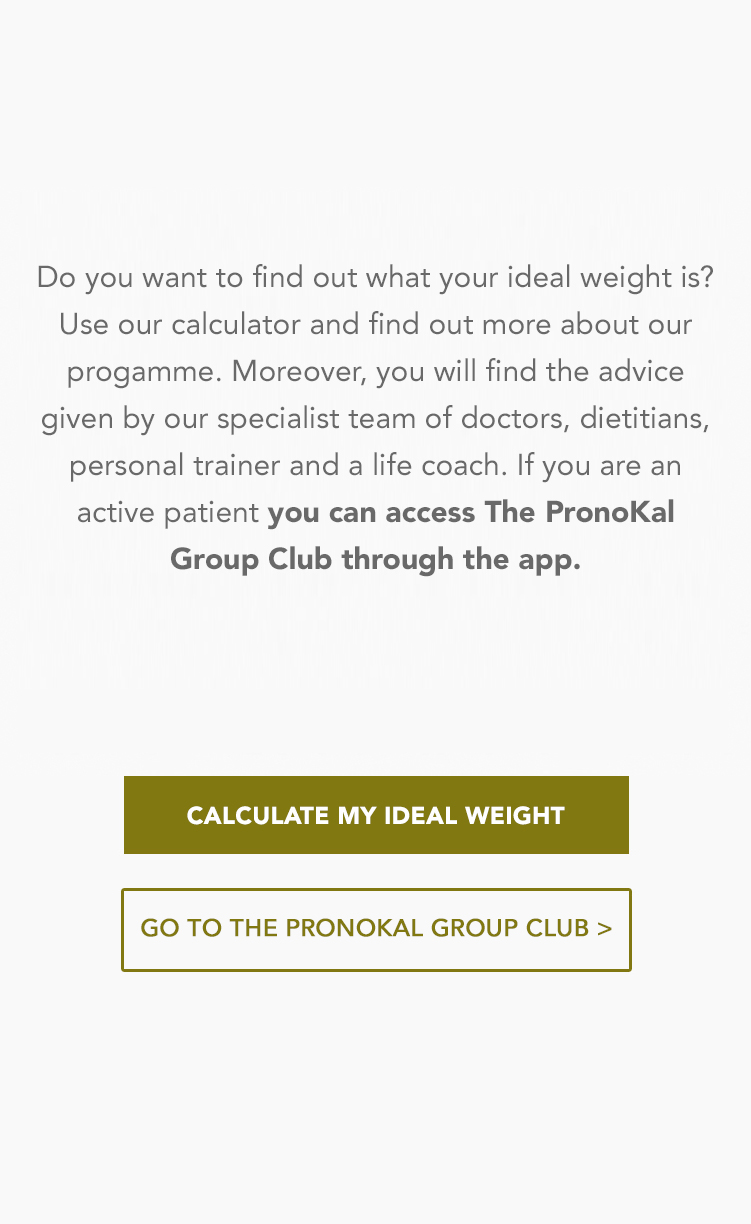 Do you want to find out what your ideal weight is?
Use our calculator and find out more about our
progamme. Moreover, you will find the advice
given by our specialist team of doctors, dietitians,
personal trainer and a life coach. If you are an
active patient you can access The PronoKal
Group Club through the app.
CALCULATE MY IDEAL WEIGHT
GO TO THE PRONOKAL GROUP CLUB >